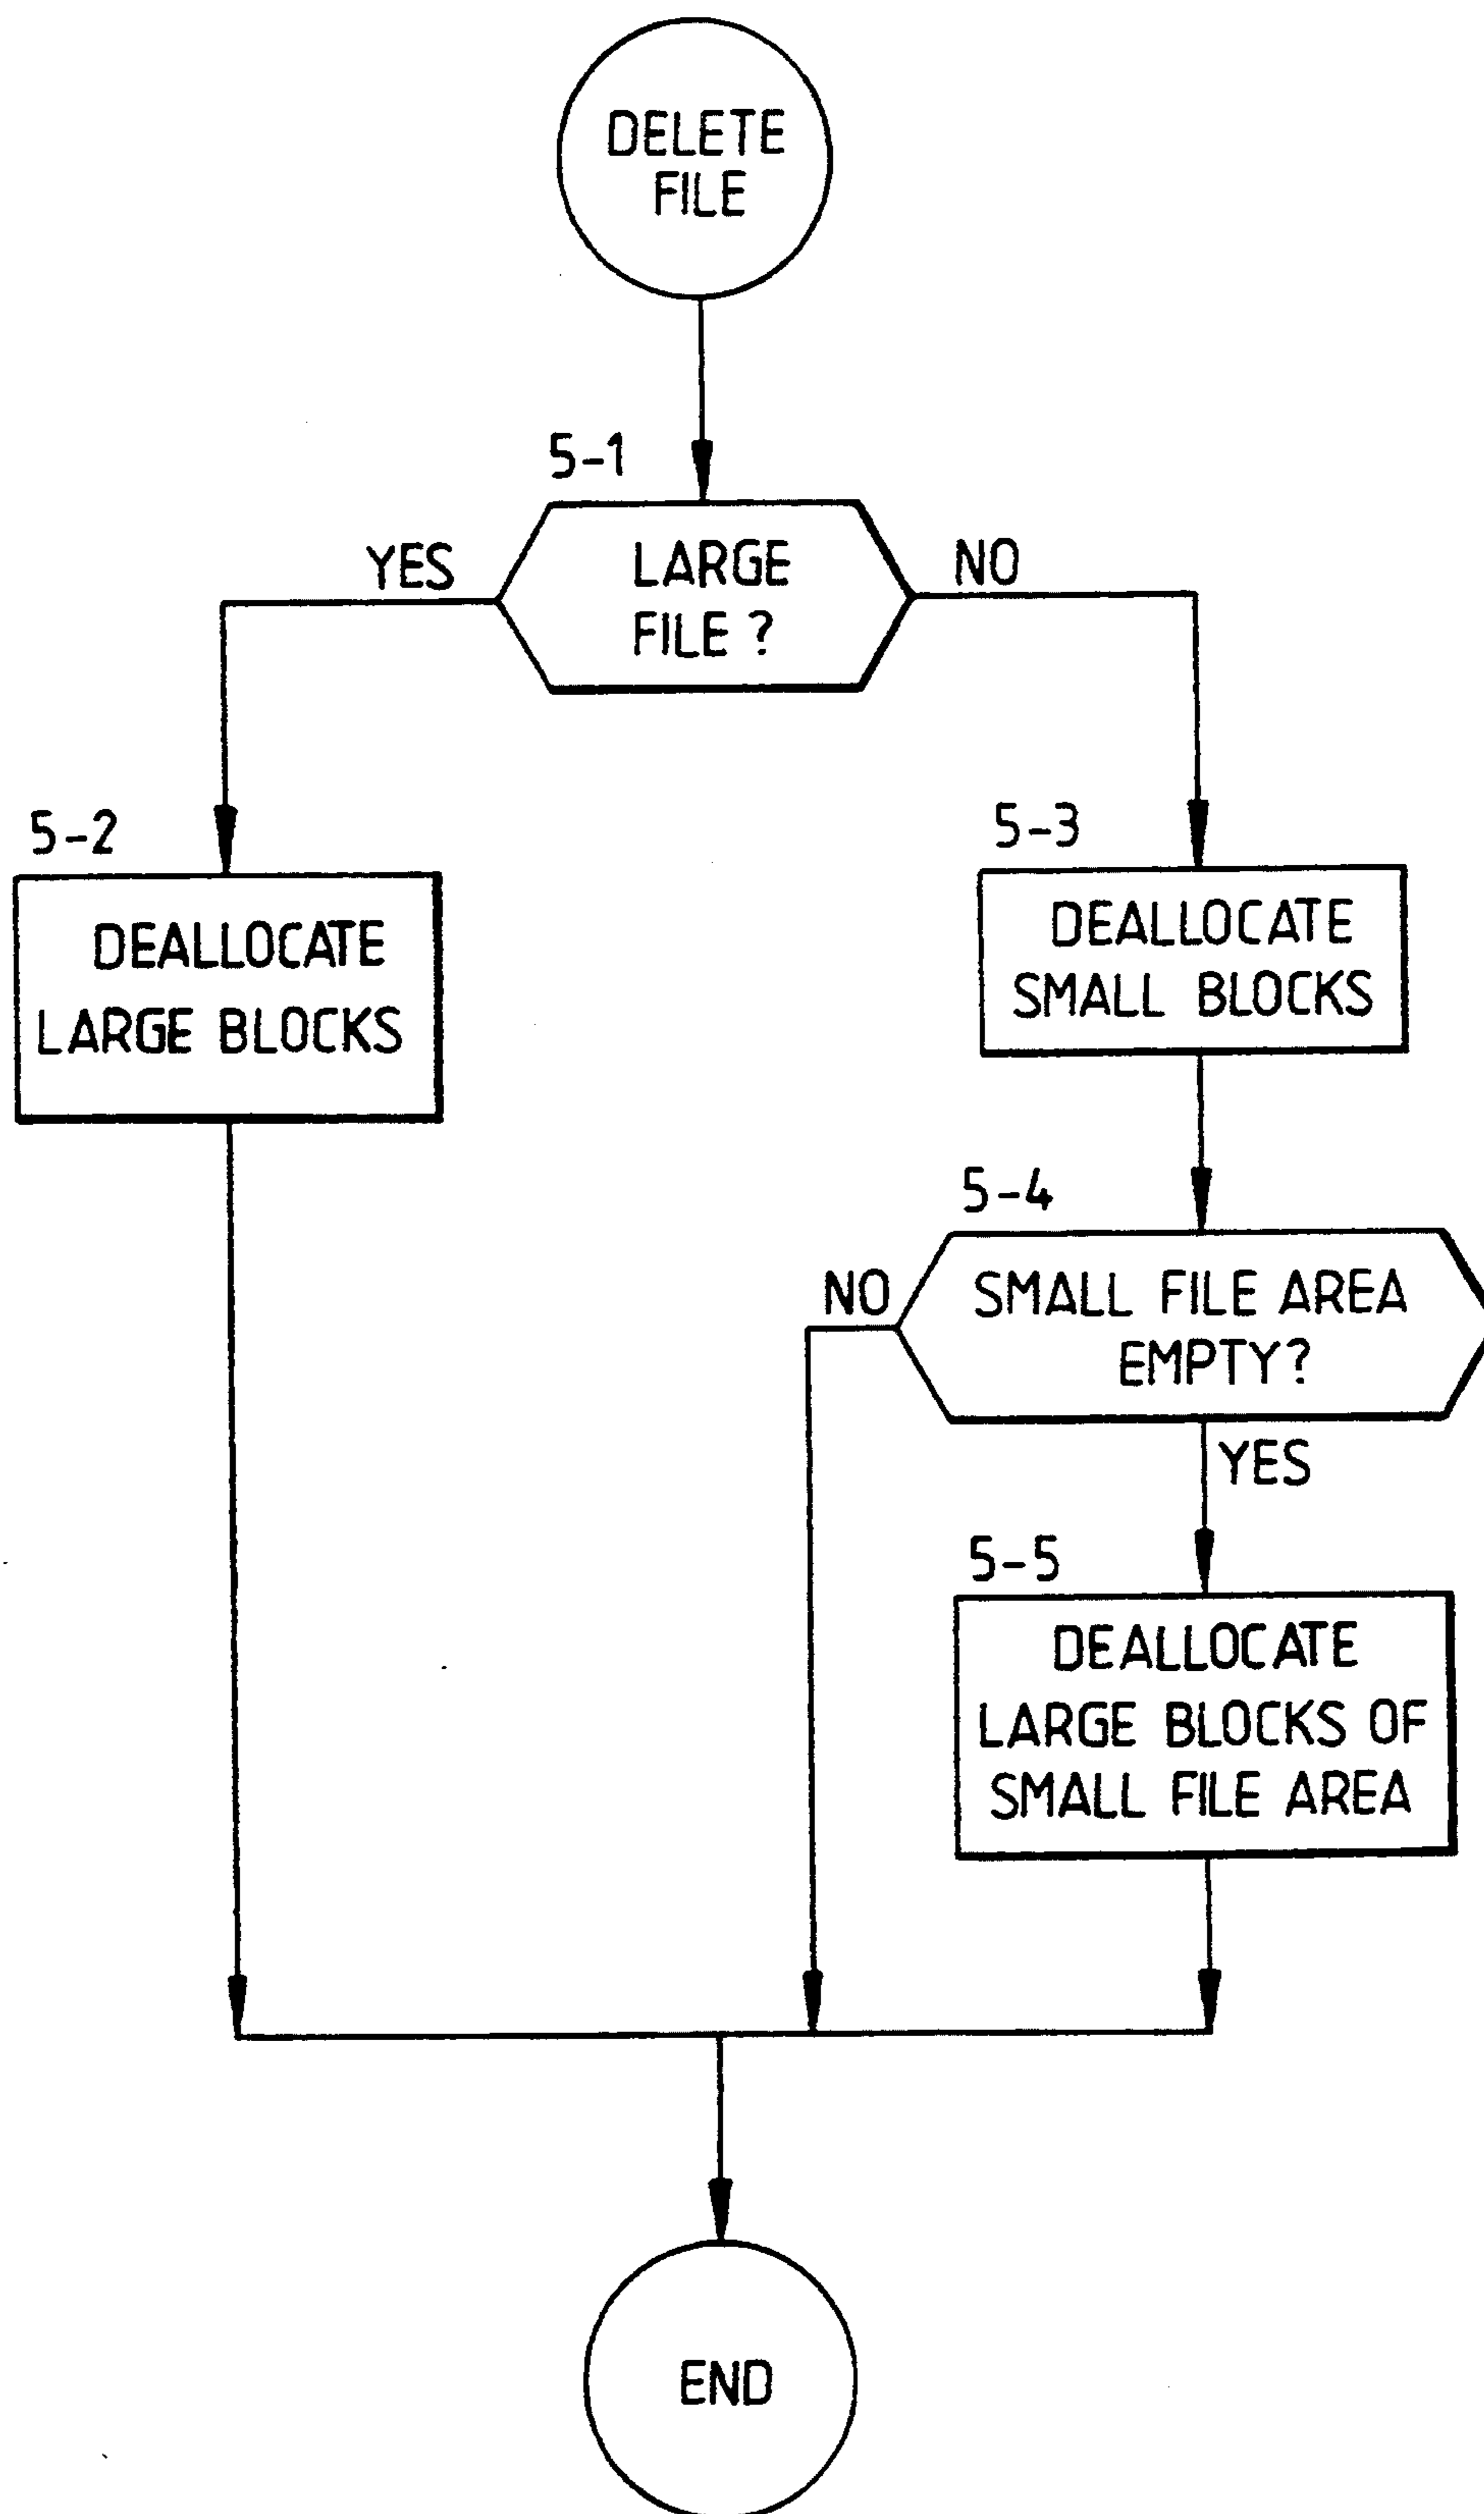 DELETE
FILE
5-1
YES
LARGE
FILE ?
NO
5-2
DEALLOCATE
LARGE BLOCKS
5-3
DEALLOCATE
SMALL BLOCKS
5-4
NO
SMALL FILE AREA
EMPTY?
YES
5-5
DEALLOCATE
LARGE BLOCKS OF
SMALL FILE AREA
END